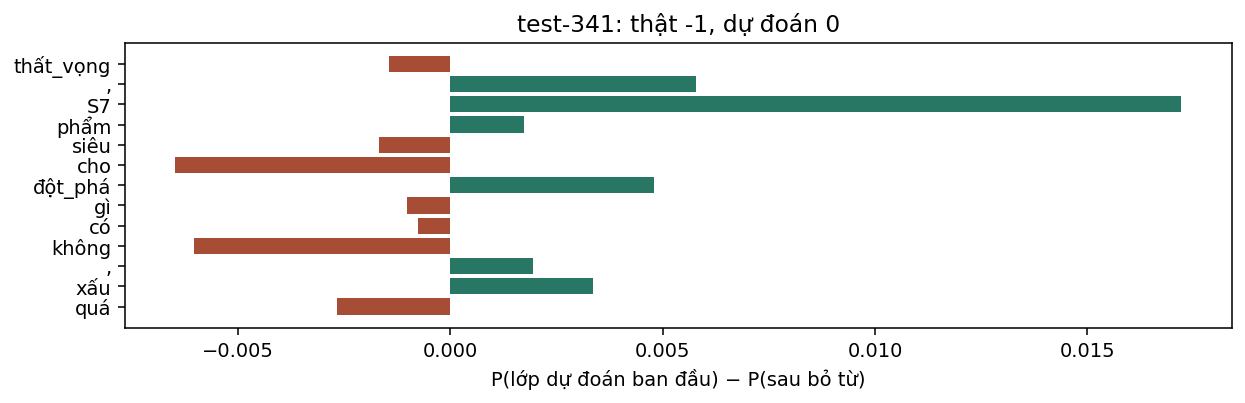 test-341: thật -1, dự đoán 0
thất_vọng
,
S7
phẩm
siêu
cho
đột_phá
gì
có
không
,
xấu
quá
−0.005 0.000 0.005 0.010 0.015
P(lớp dự đoán ban đầu) − P(sau bỏ từ)